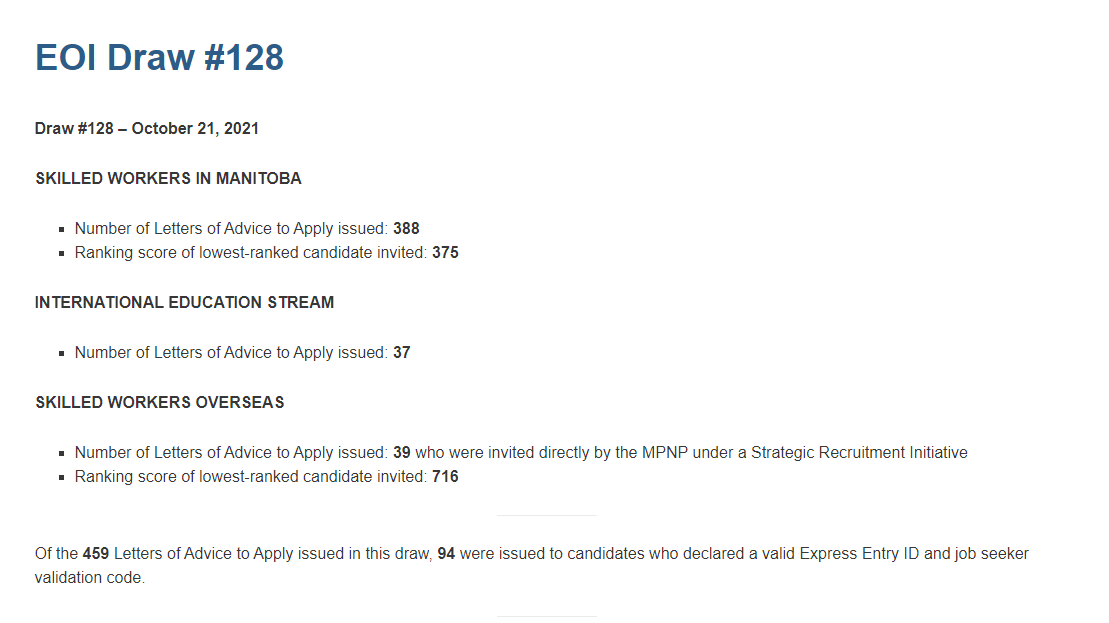 EOI Draw #128
Draw #128 – October 21, 2021
SKILLED WORKERS IN MANITOBA
Number of Letters of Advice to Apply issued: 388
Ranking score of lowest-ranked candidate invited: 375
INTERNATIONAL EDUCATION STREAM
Number of Letters of Advice to Apply issued: 37
SKILLED WORKERS OVERSEAS
Number of Letters of Advice to Apply issued: 39 who were invited directly by the MPNP under a Strategic Recruitment Initiative
Ranking score of lowest-ranked candidate invited: 716
Of the 459 Letters of Advice to Apply issued in this draw, 94 were issued to candidates who declared a valid Express Entry ID and job seeker
validation code.